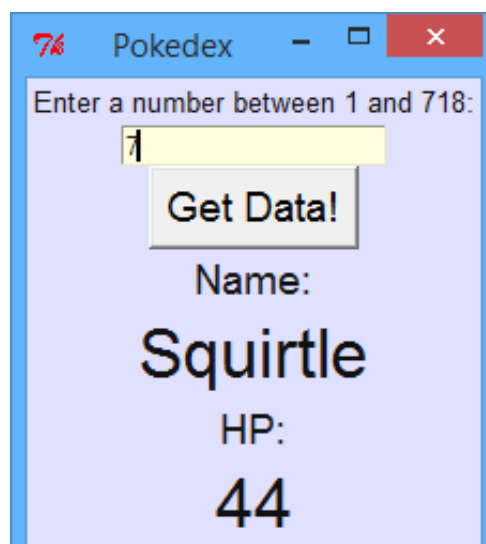 Pokedex
Enter a number between 1 and 718:
7
Get Data!
Name:
Squirtle
HP:
44